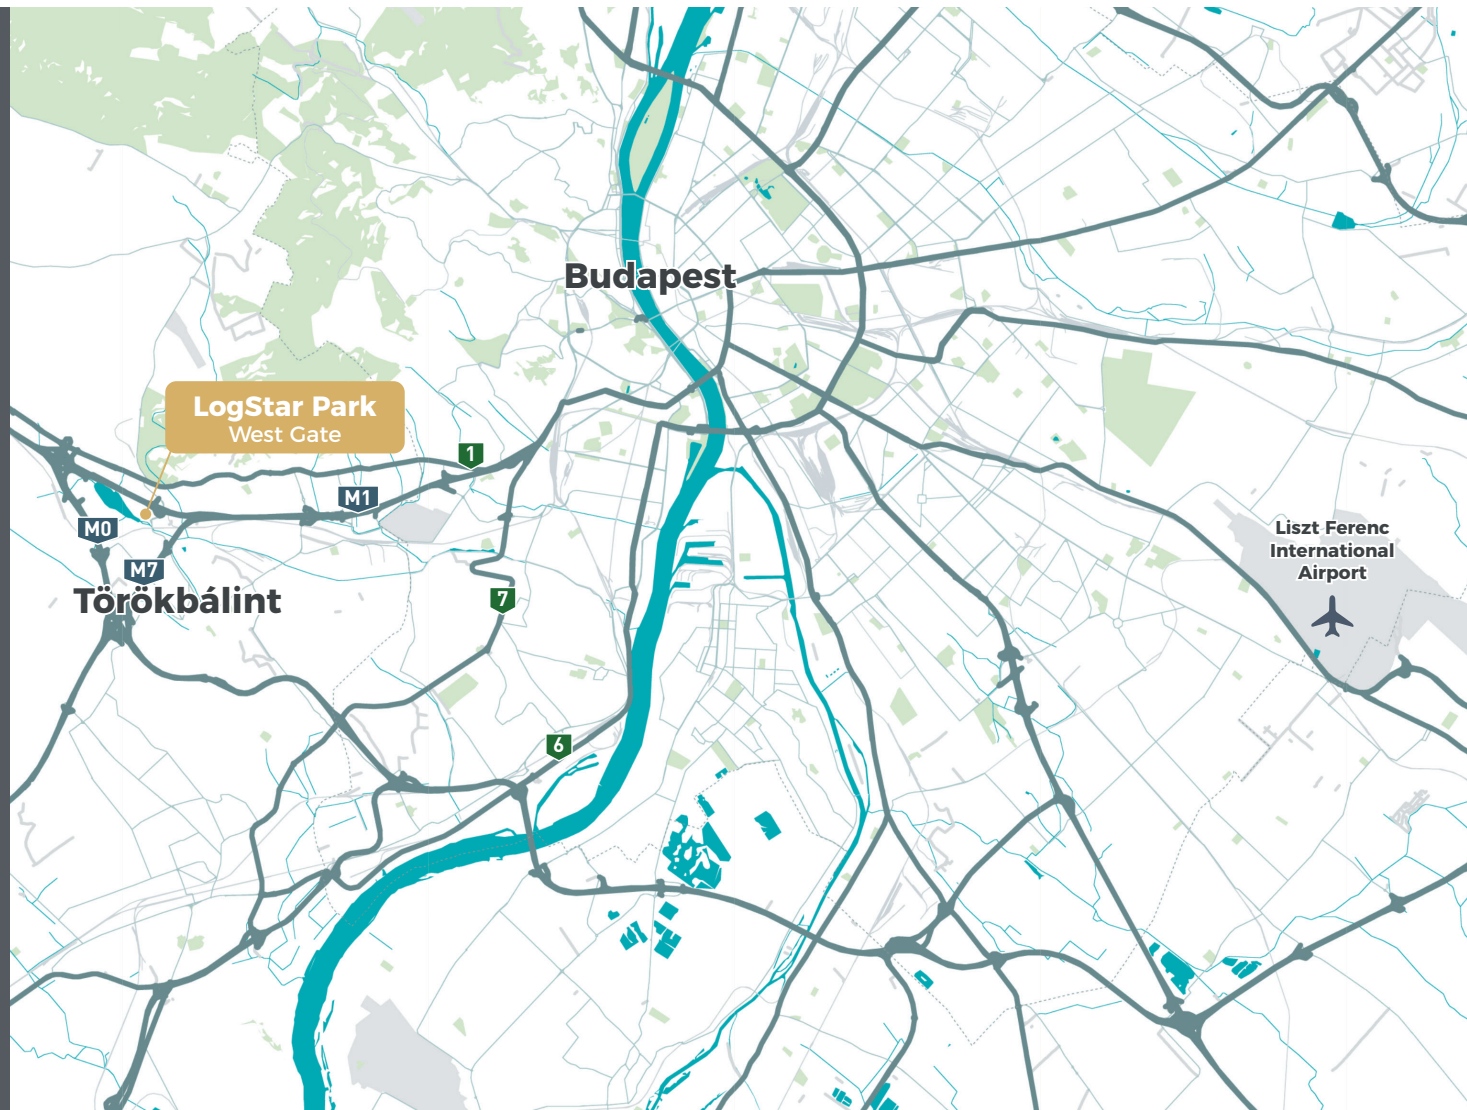 Budapest
LogStar Park
West Gate
1
M1
M0
M7
Törökbálint
7
6
Liszt Ferenc
International
Airport